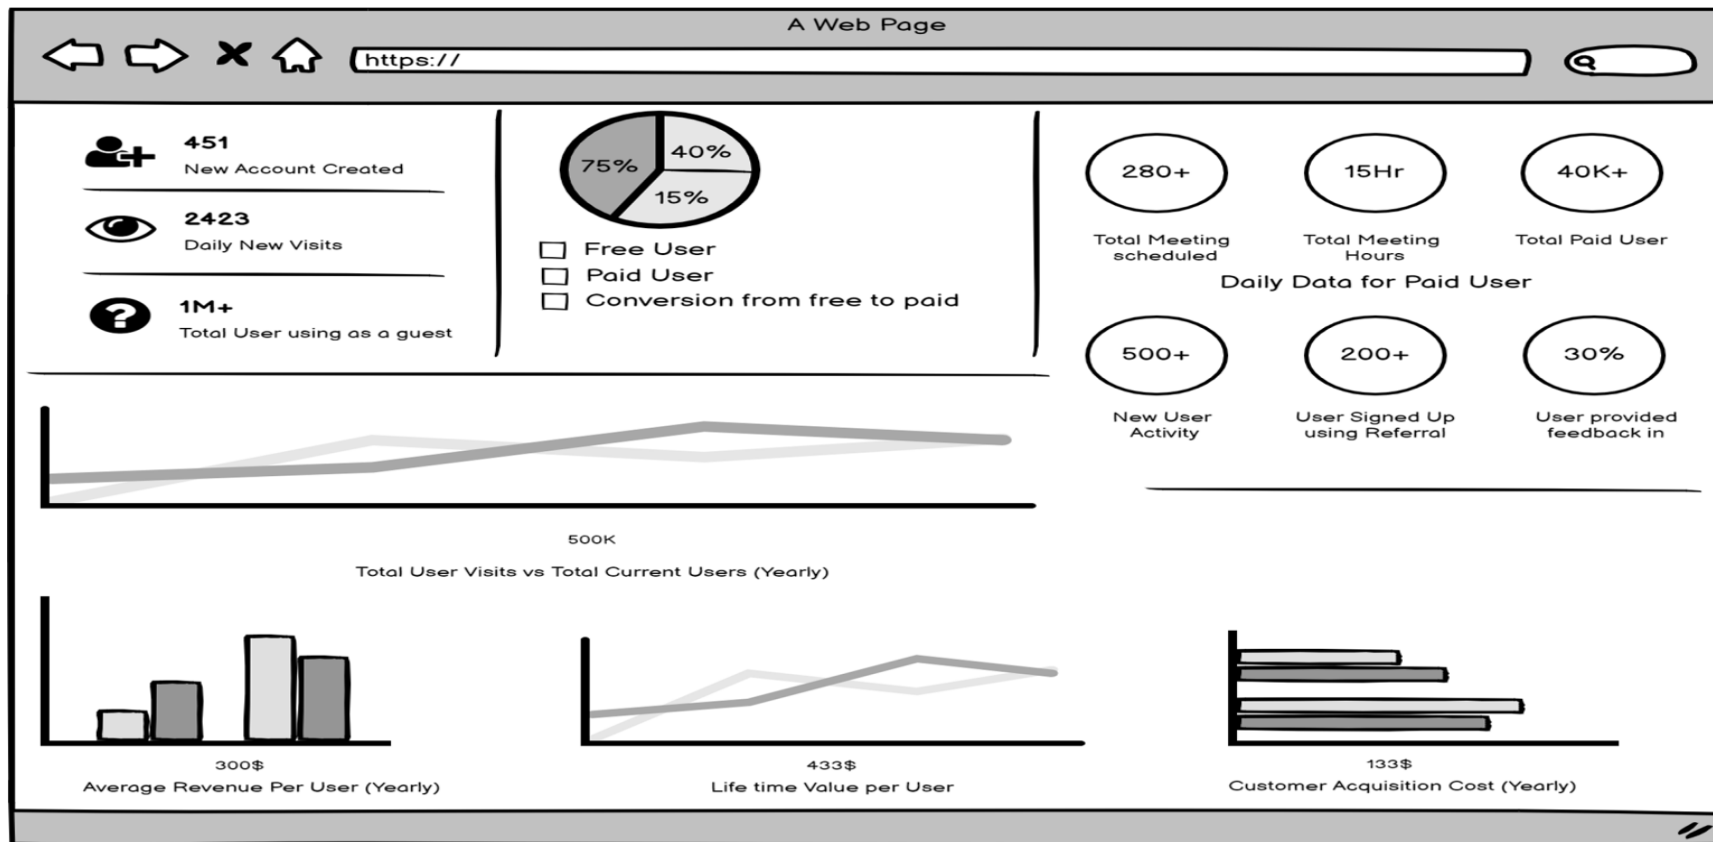 A Web Page
https://
451
New Account Created
2423
Daily New Visits
1M+
Total User using as a guest
75%
40%
15%
Free User
Paid User
Conversion from free to paid
280+
Total Meeting
scheduled
15Hr
Total Meeting
Hours
40K+
Total Paid User
Daily Data for Paid User
500+
New User
Activity
200+
User Signed Up
using Referral
30%
User provided
feedback in
500K
Total User Visits vs Total Current Users (Yearly)
300$
Average Revenue Per User (Yearly)
433$
Life time Value per User
133$
Customer Acquisition Cost (Yearly)